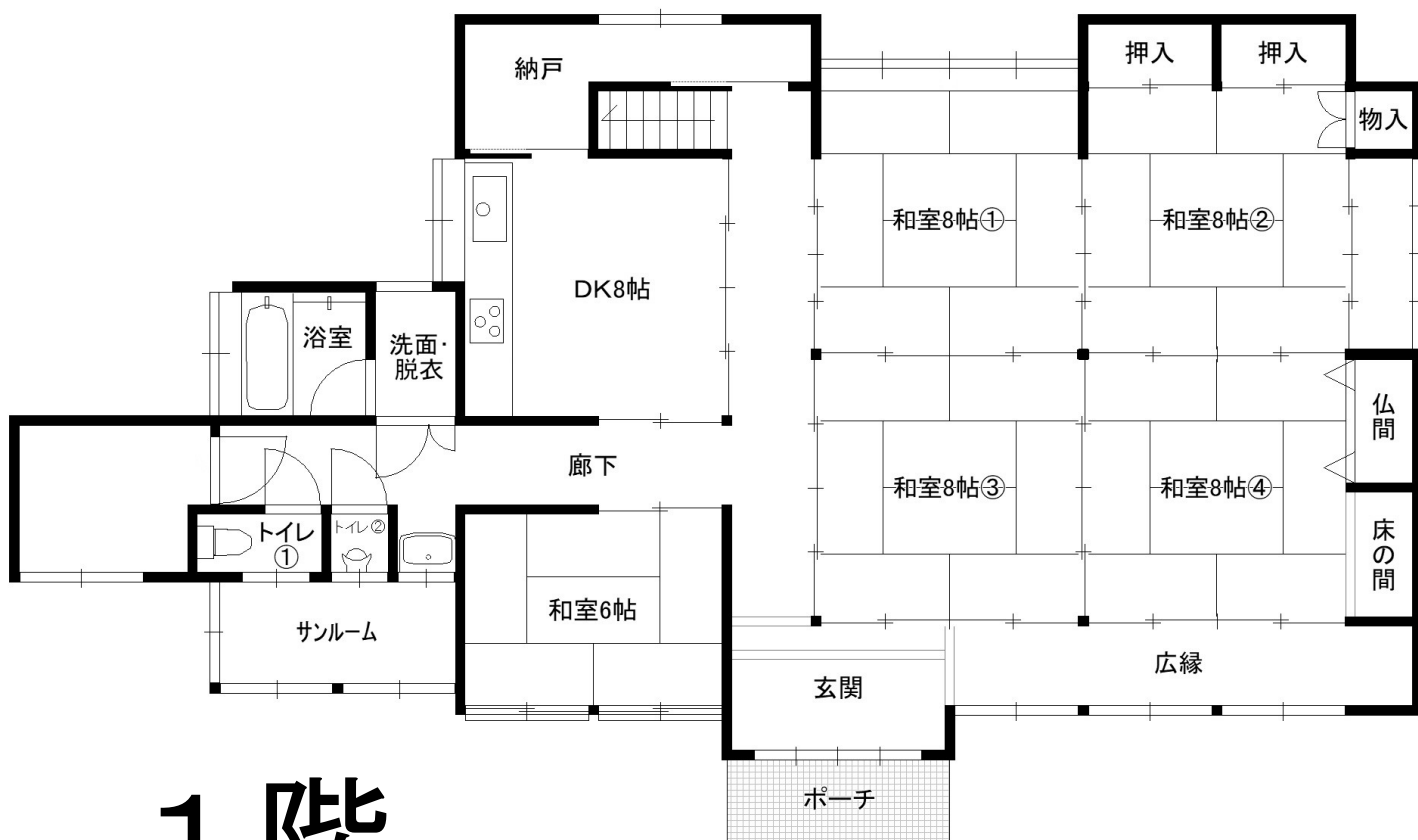 納戸
押入
押入
物入
和室8帖①
和室8帖②
DK8帖
浴室
洗面・
脱衣
仏間
廊下
和室8帖③
和室8帖④
トイレ
①
トイレ②
床の間
和室6帖
サンルーム
広縁
玄関
ポーチ
1階